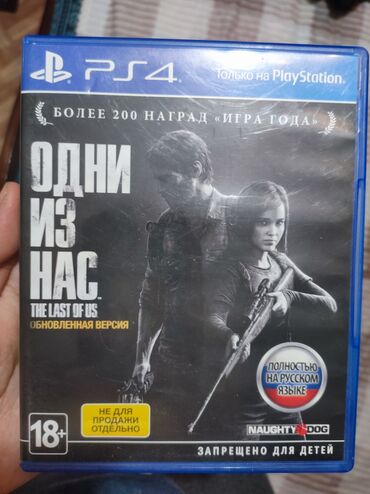 PS4
Только на PlayStation
БОЛЕЕ 200 НАГРАД «ИГРА ГОДА»
ОДНИ
ИЗ
НАС
THE LAST OF US
ОБНОВЛЕННАЯ ВЕРСИЯ
ПОЛНОСТЬЮ
НА РУССКОМ
ЯЗЫКЕ
НЕ ДЛЯ
ПРОДАЖИ
ОТДЕЛЬНО
18+
NAUGHTY DOG
ЗАПРЕЩЕНО ДЛЯ ДЕТЕЙ